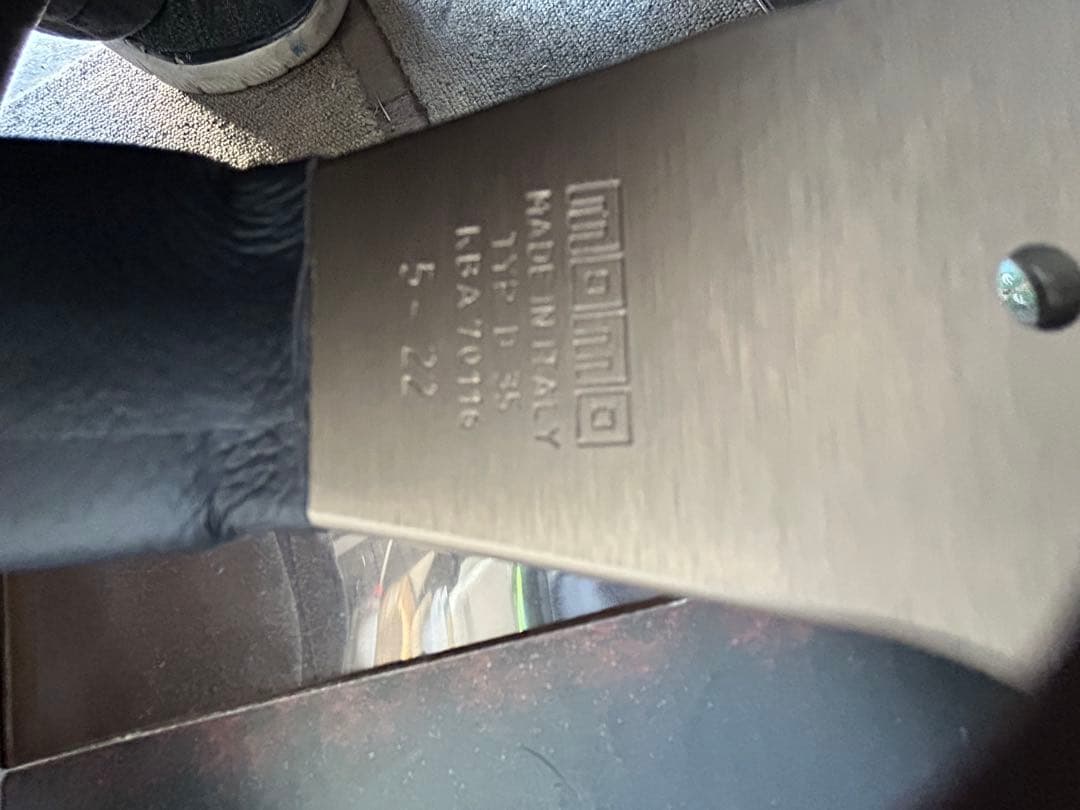 momo
MADE IN ITALY
TYP D 35
KBA 70116
5-22